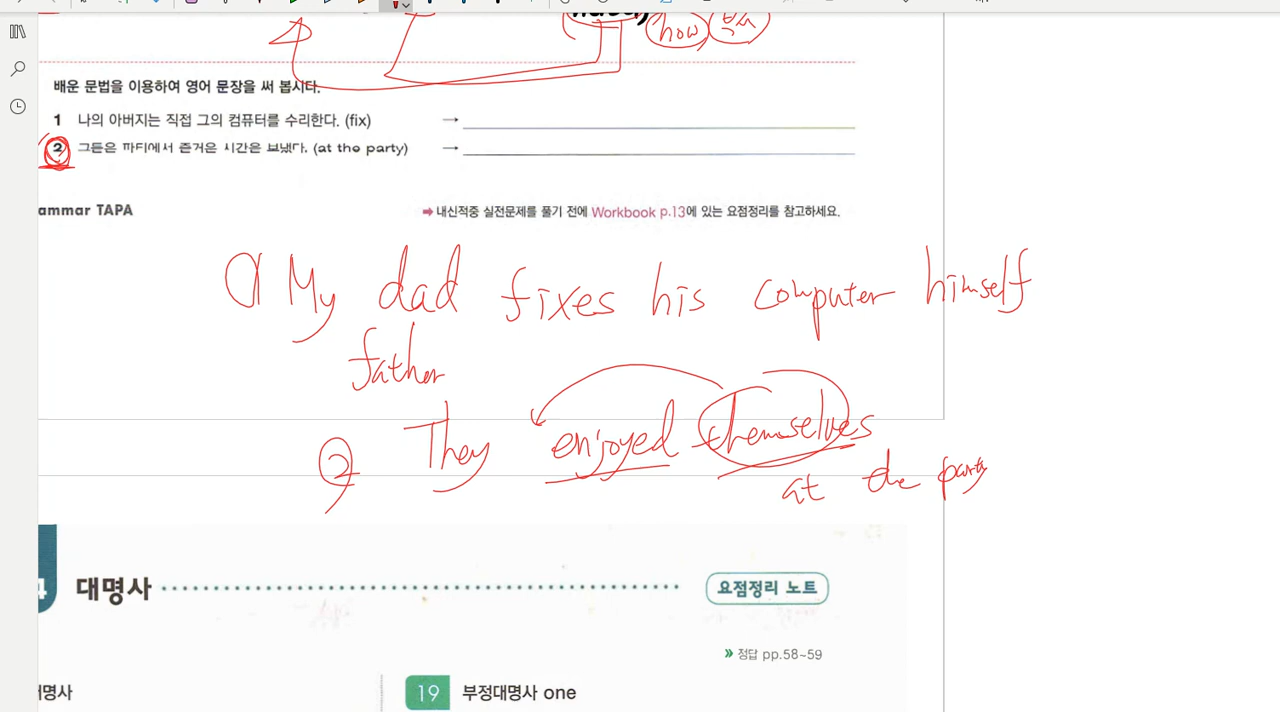 how
배운 문법을 이용하여 영어 문장을 써 봅시다.
1 나의 아버지는 직접 그의 컴퓨터를 수리한다. (fix) →
2 그들은 파티에서 즐거운 시간을 보냈다. (at the party) →
ammar TAPA
➡ 내신적중 실전문제를 풀기 전에 Workbook p.13에 있는 요점정리를 참고하세요.
① My dad fixes his computer himself
father
② They enjoyed themselves
at the party
4 대명사
요점정리 노트
» 정답 pp.58~59
명사
19 부정대명사 one